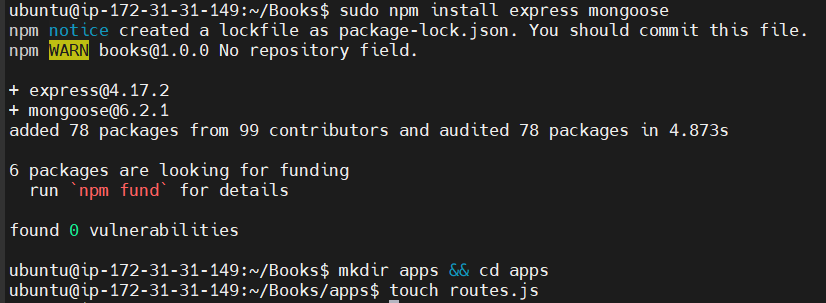 ubuntu@ip-172-31-31-149:~/Books$ sudo npm install express mongoose
npm notice created a lockfile as package-lock.json. You should commit this file.
npm WARN books@1.0.0 No repository field.
+ express@4.17.2
+ mongoose@6.2.1
added 78 packages from 99 contributors and audited 78 packages in 4.873s
6 packages are looking for funding
  run `npm fund` for details
found 0 vulnerabilities
ubuntu@ip-172-31-31-149:~/Books$ mkdir apps && cd apps
ubuntu@ip-172-31-31-149:~/Books/apps$ touch routes.js